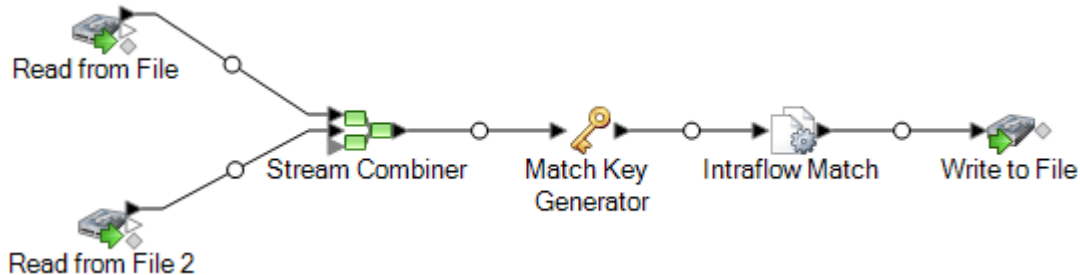 Read from File
Stream Combiner
Match Key
Generator
Intraflow Match
Write to File
Read from File 2